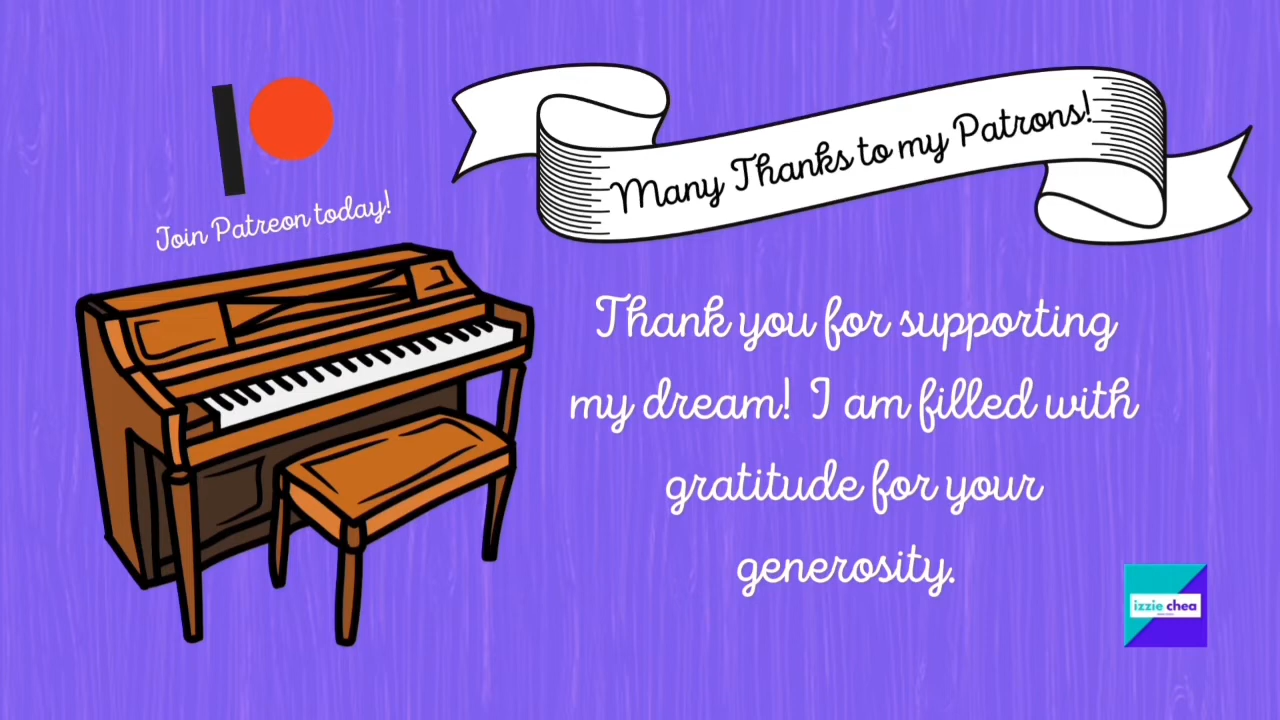 Many Thanks to my Patrons!
Join Patreon today!
Thank you for supporting
my dream! I am filled with
gratitude for your
generosity.
izzie chea